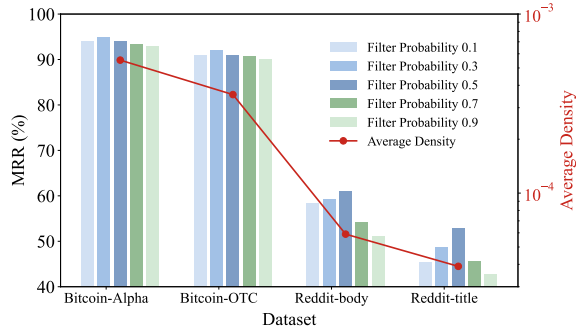 100
90
80
70
60
50
40
MRR (%)
Filter Probability 0.1
Filter Probability 0.3
Filter Probability 0.5
Filter Probability 0.7
Filter Probability 0.9
Average Density
10⁻³
10⁻⁴
Average Density
Bitcoin-Alpha Bitcoin-OTC Reddit-body Reddit-title
Dataset